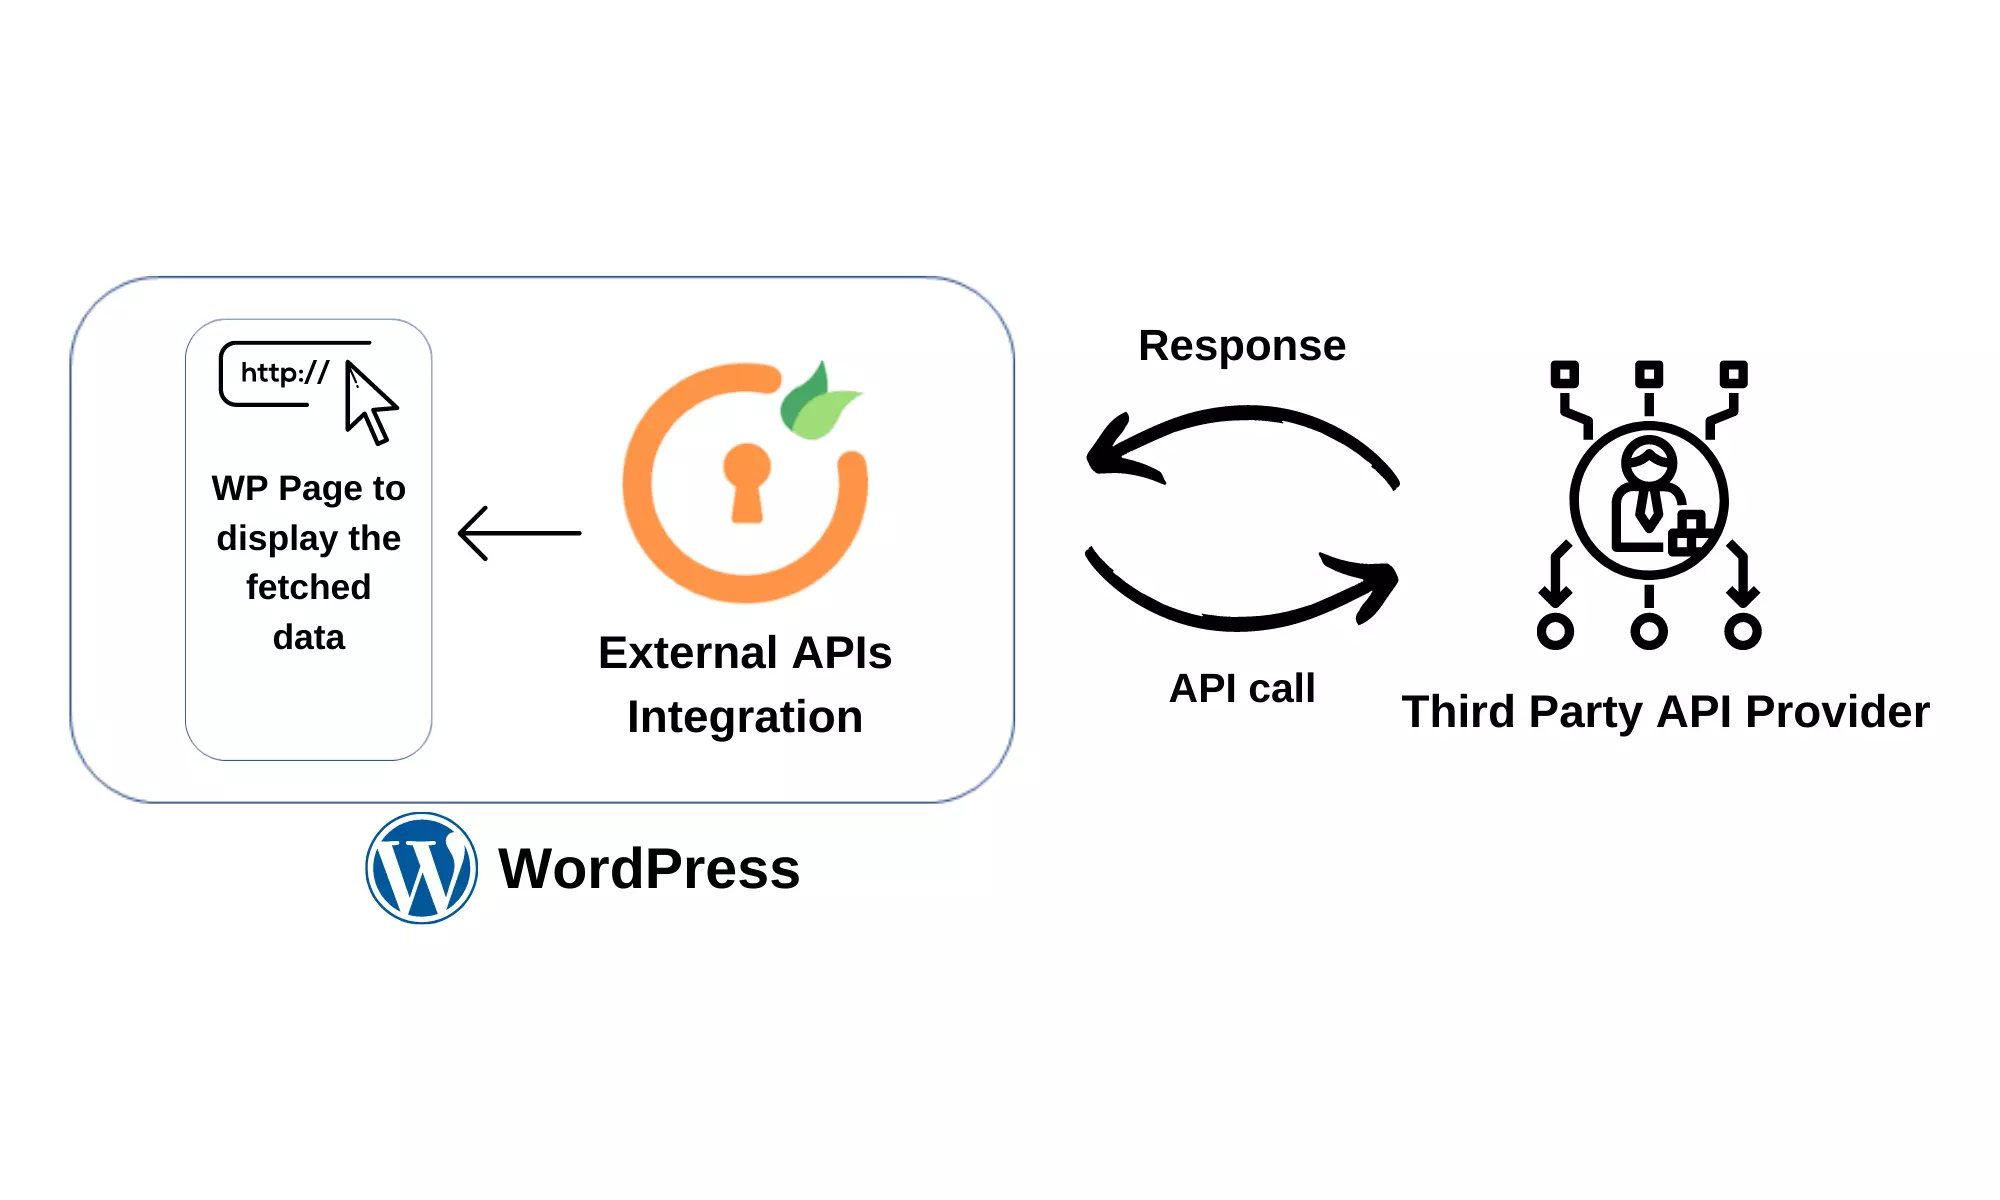 http://
WP Page to
display the
fetched
data
External APIs
Integration
Response
API call
Third Party API Provider
WordPress